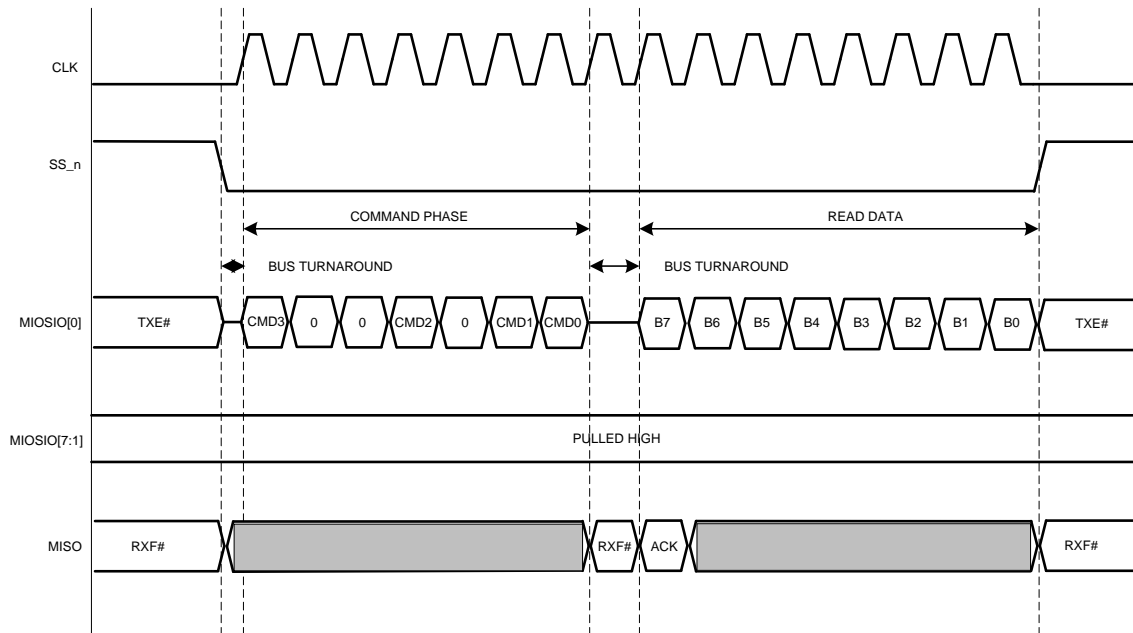 CLK
SS_n
COMMAND PHASE READ DATA
BUS TURNAROUND BUS TURNAROUND
MIOSIO[0] TXE# CMD3 0 0 CMD2 0 CMD1 CMD0 B7 B6 B5 B4 B3 B2 B1 B0 TXE#
MIOSIO[7:1] PULLED HIGH
MISO RXF# RXF# ACK RXF#